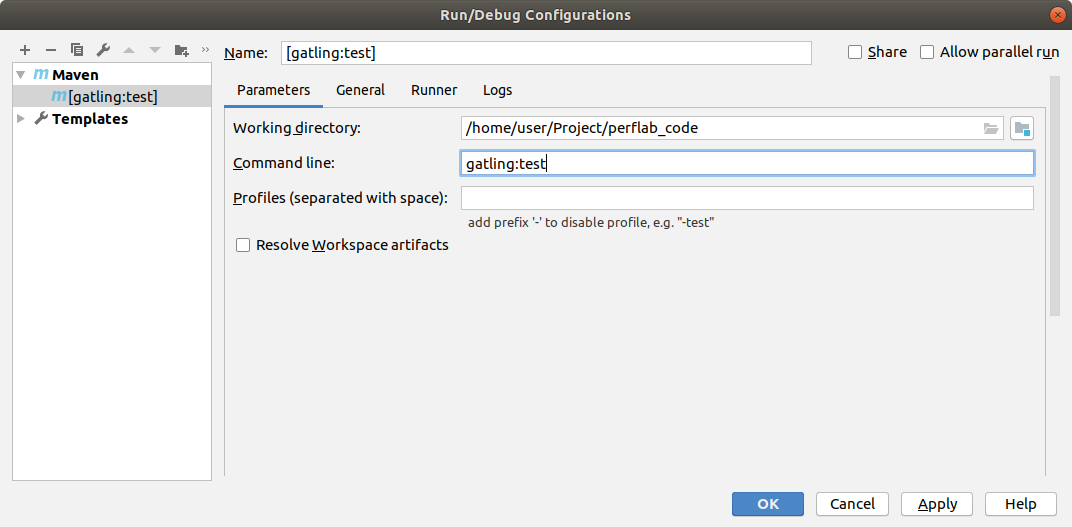 Run/Debug Configurations
»
Name: [gatling:test]
Share
Allow parallel run
m Maven
m [gatling:test]
Templates
Parameters General Runner Logs
Working directory: /home/user/Project/perflab_code
Command line: gatling:test
Profiles (separated with space):
add prefix '-' to disable profile, e.g. "-test"
Resolve Workspace artifacts
OK Cancel Apply Help